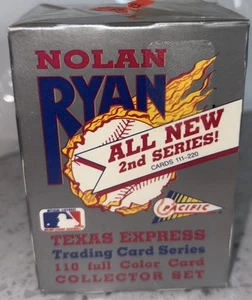 NOLAN
RYAN
ALL NEW
2nd SERIES!
CARDS 111-220
PACIFIC
TEXAS EXPRESS
Trading Card Series
110 full Color Card
COLLECTOR SET